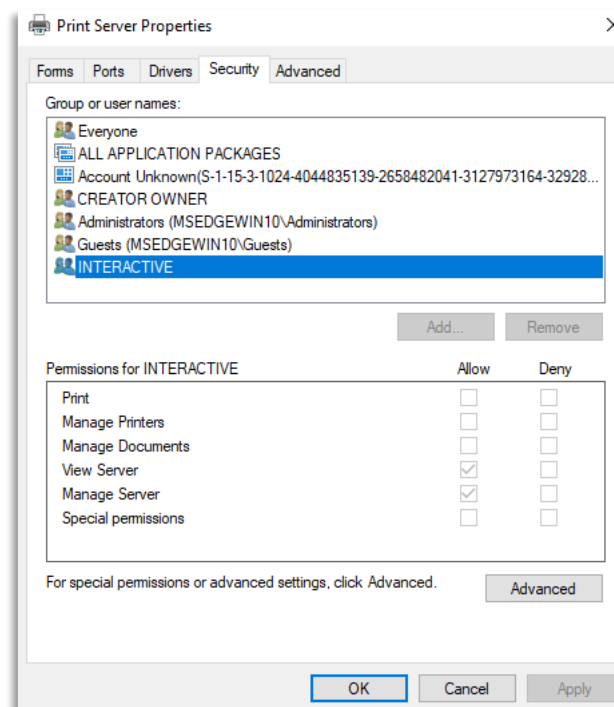 Print Server Properties
Forms Ports Drivers Security Advanced
Group or user names:
Everyone
ALL APPLICATION PACKAGES
Account Unknown(S-1-15-3-1024-4044835139-2658482041-3127973164-32928...
CREATOR OWNER
Administrators (MSEDGEWIN10\Administrators)
Guests (MSEDGEWIN10\Guests)
INTERACTIVE
Add... Remove
Permissions for INTERACTIVE Allow Deny
Print
Manage Printers
Manage Documents
View Server
Manage Server
Special permissions
For special permissions or advanced settings, click Advanced. Advanced
OK Cancel Apply